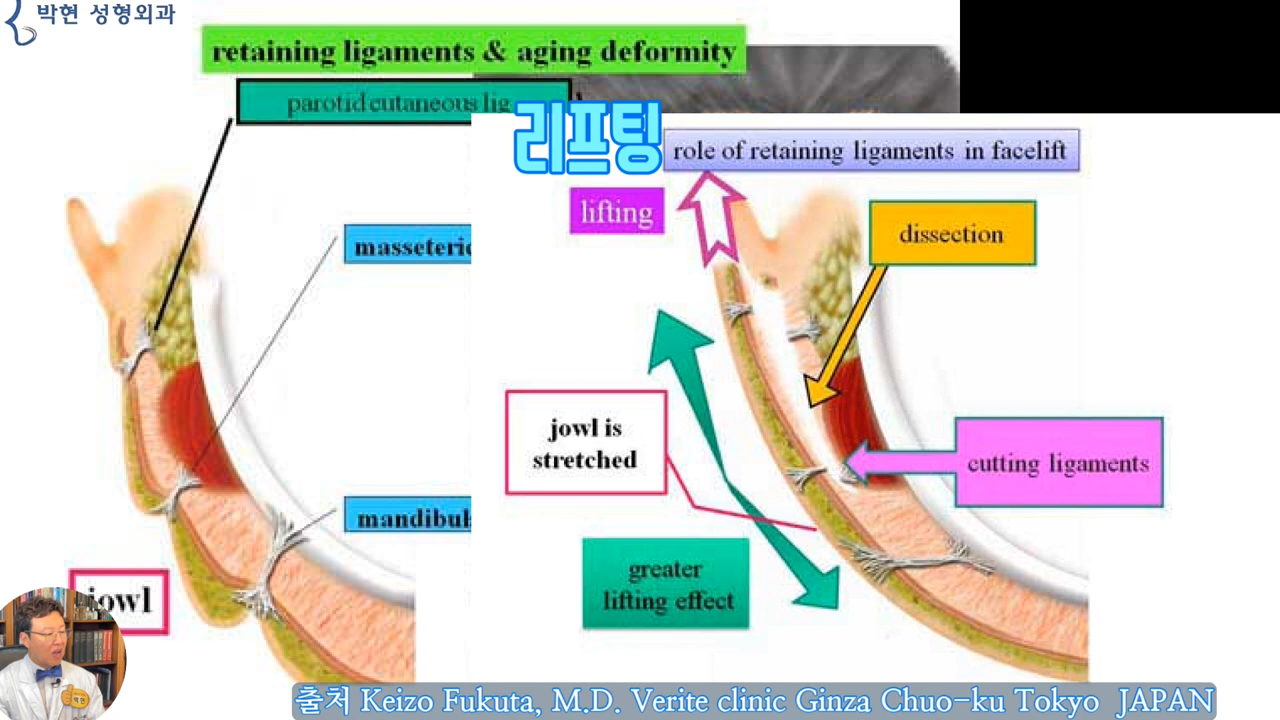 박현 성형외과
retaining ligaments & aging deformity
parotid cutaneous lig
리프팅
role of retaining ligaments in facelift
lifting
dissection
masseteric
jowl is
stretched
cutting ligaments
mandibul
greater
lifting effect
jowl
출처 Keizo Fukuta, M.D. Verite clinic Ginza Chuo-ku Tokyo JAPAN